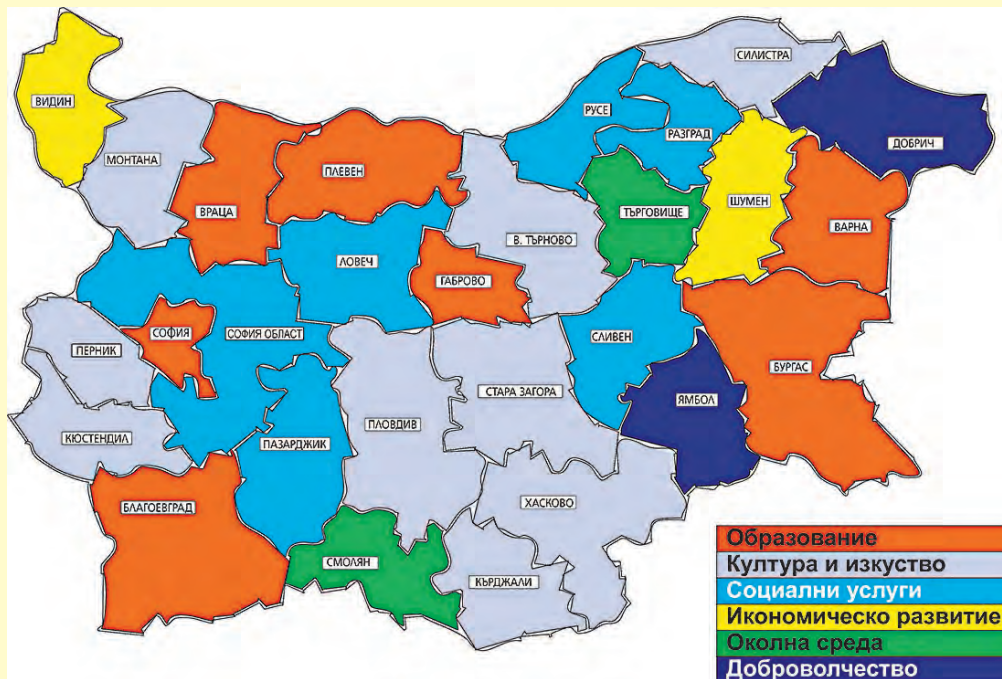 СИЛИСТРА
ВИДИН
РУСЕ
РАЗГРАД
ДОБРИЧ
МОНТАНА
ПЛЕВЕН
ВРАЦА
ШУМЕН
ТЪРГОВИЩЕ
ВАРНА
В. ТЪРНОВО
ЛОВЕЧ
ГАБРОВО
СОФИЯ
СОФИЯ ОБЛАСТ
СЛИВЕН
ПЕРНИК
БУРГАС
СТАРА ЗАГОРА
ЯМБОЛ
ПЛОВДИВ
КЮСТЕНДИЛ
ПАЗАРДЖИК
ХАСКОВО
БЛАГОЕВГРАД
СМОЛЯН
КЪРДЖАЛИ
Образование
Култура и изкуство
Социални услуги
Икономическо развитие
Околна среда
Доброволчество